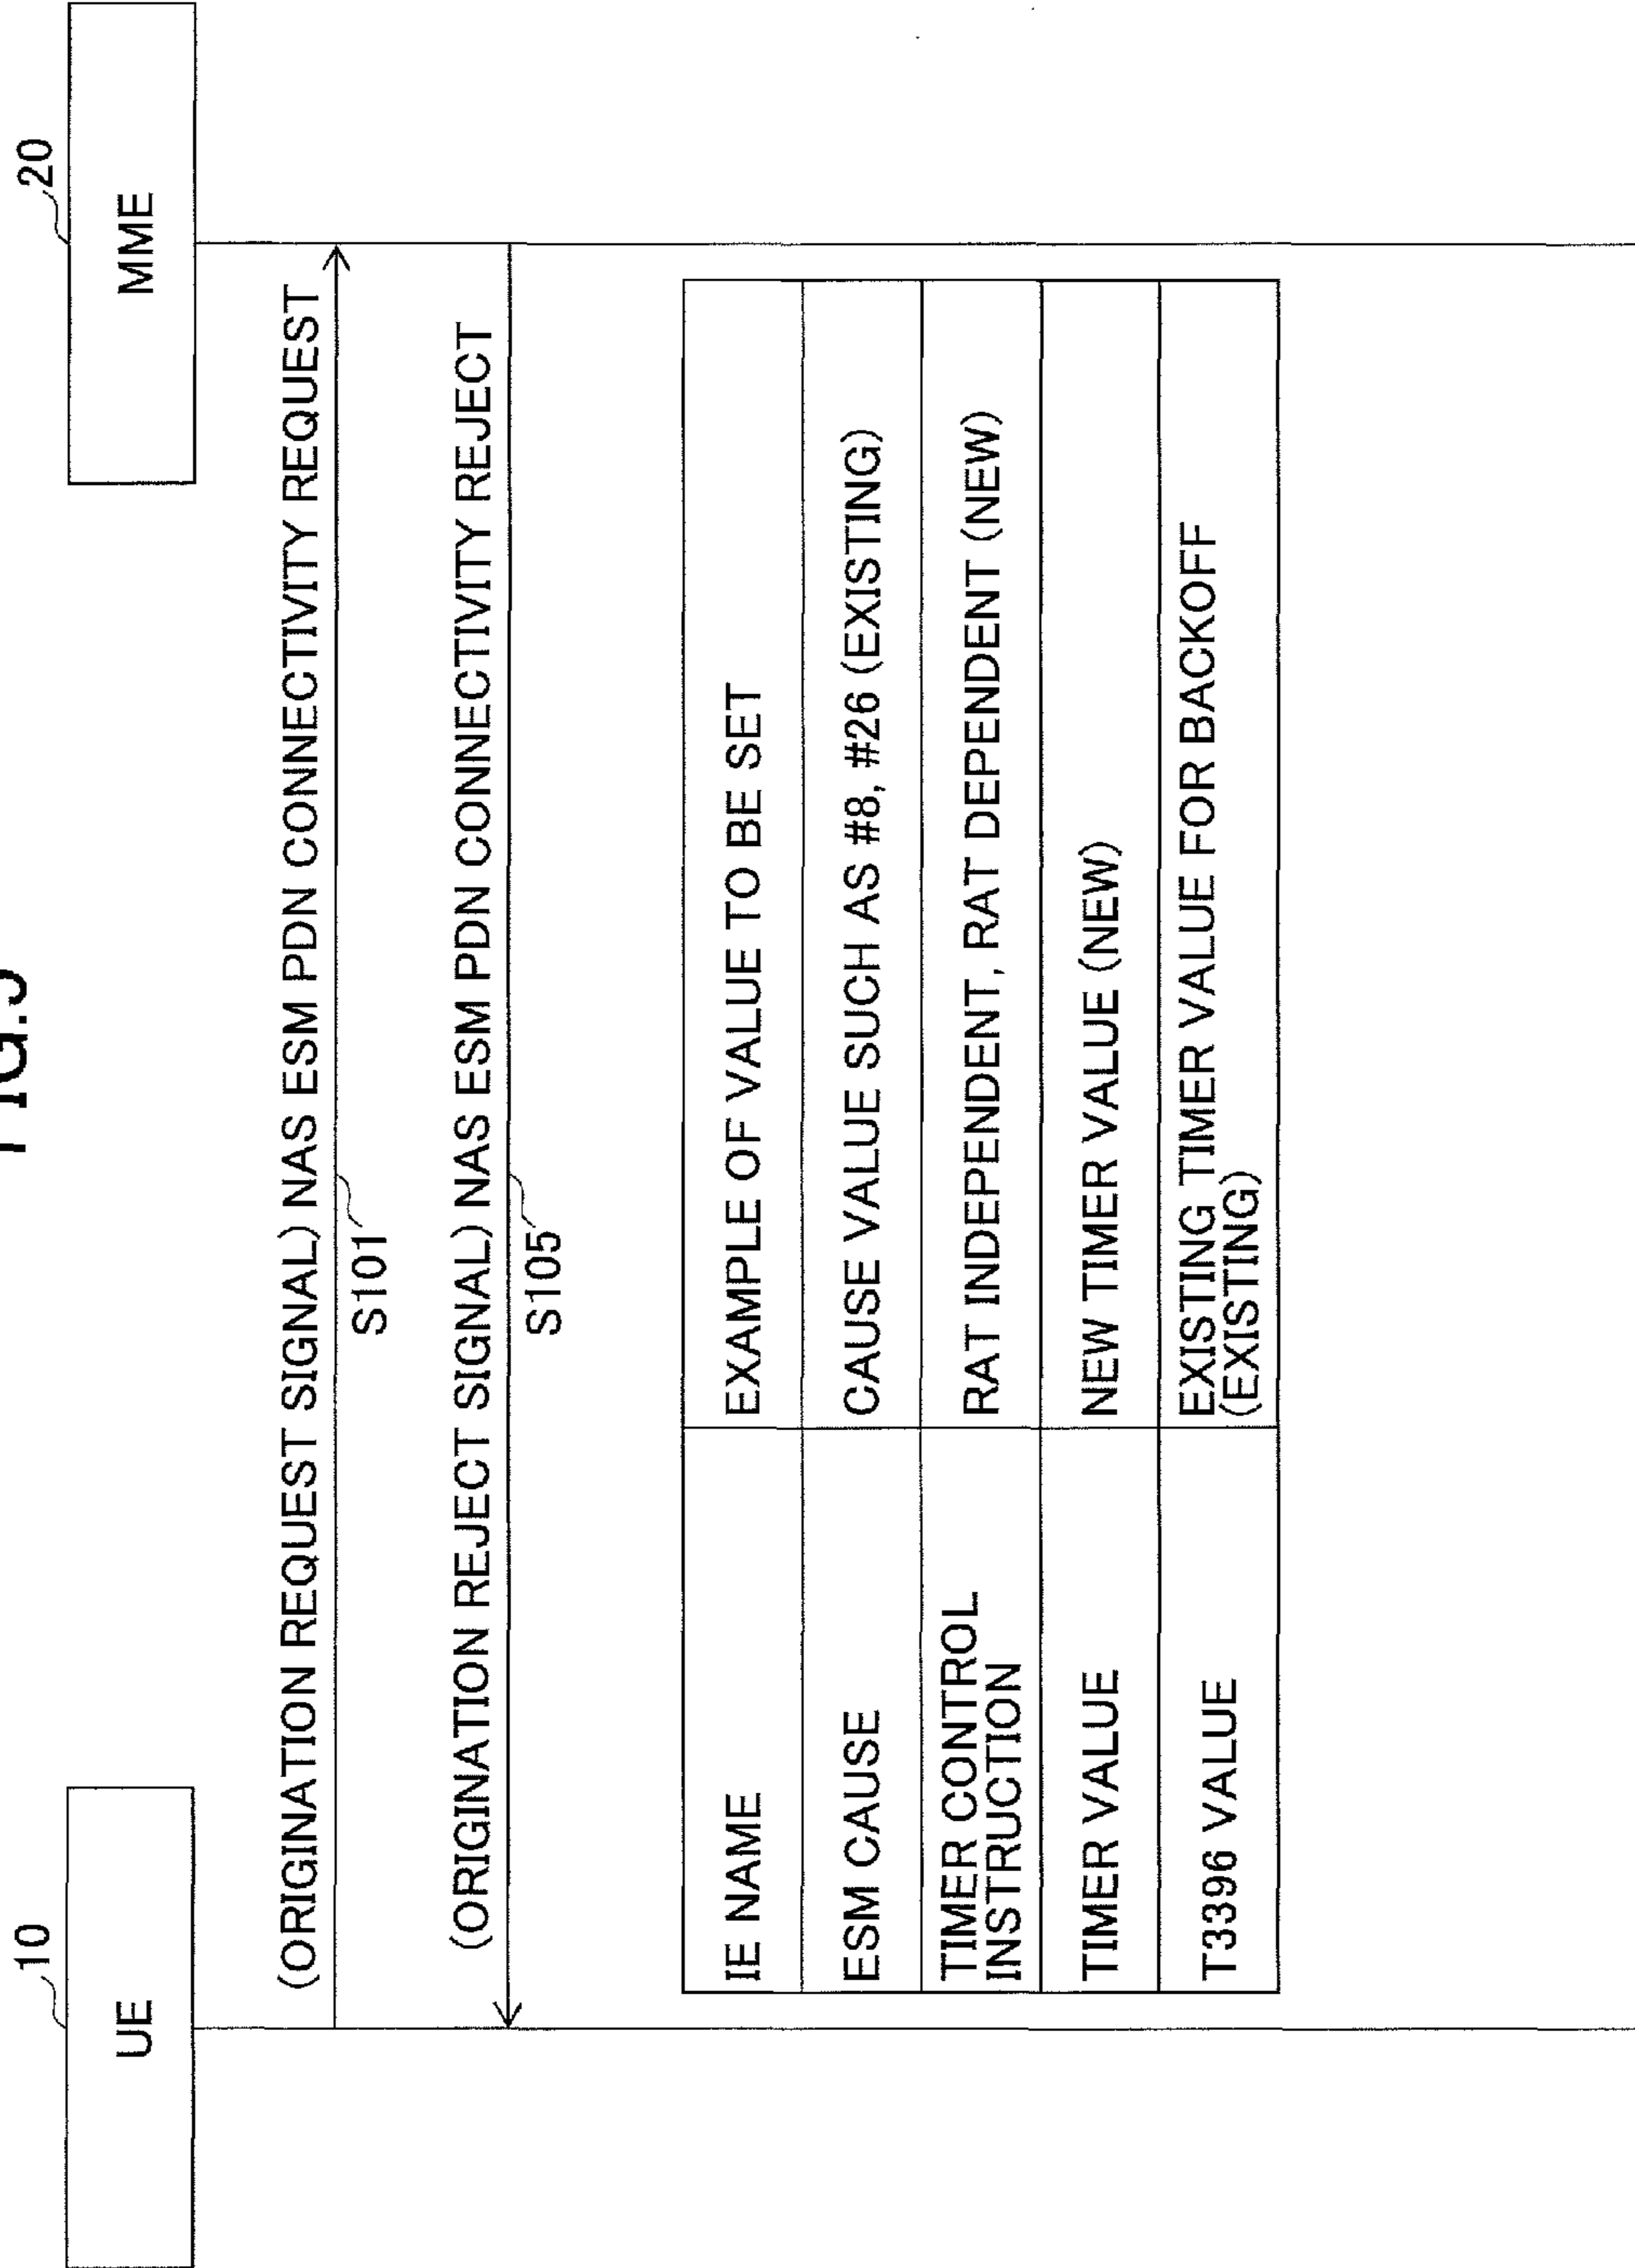 10
UE
20
MME
(ORIGINATION REQUEST SIGNAL) NAS ESM PDN CONNECTIVITY REQUEST
S101
(ORIGINATION REJECT SIGNAL) NAS ESM PDN CONNECTIVITY REJECT
S105
IE NAME
EXAMPLE OF VALUE TO BE SET
ESM CAUSE
CAUSE VALUE SUCH AS #8, #26 (EXISTING)
TIMER CONTROL
INSTRUCTION
RAT INDEPENDENT, RAT DEPENDENT (NEW)
TIMER VALUE
NEW TIMER VALUE (NEW)
T3396 VALUE
EXISTING TIMER VALUE FOR BACKOFF
(EXISTING)